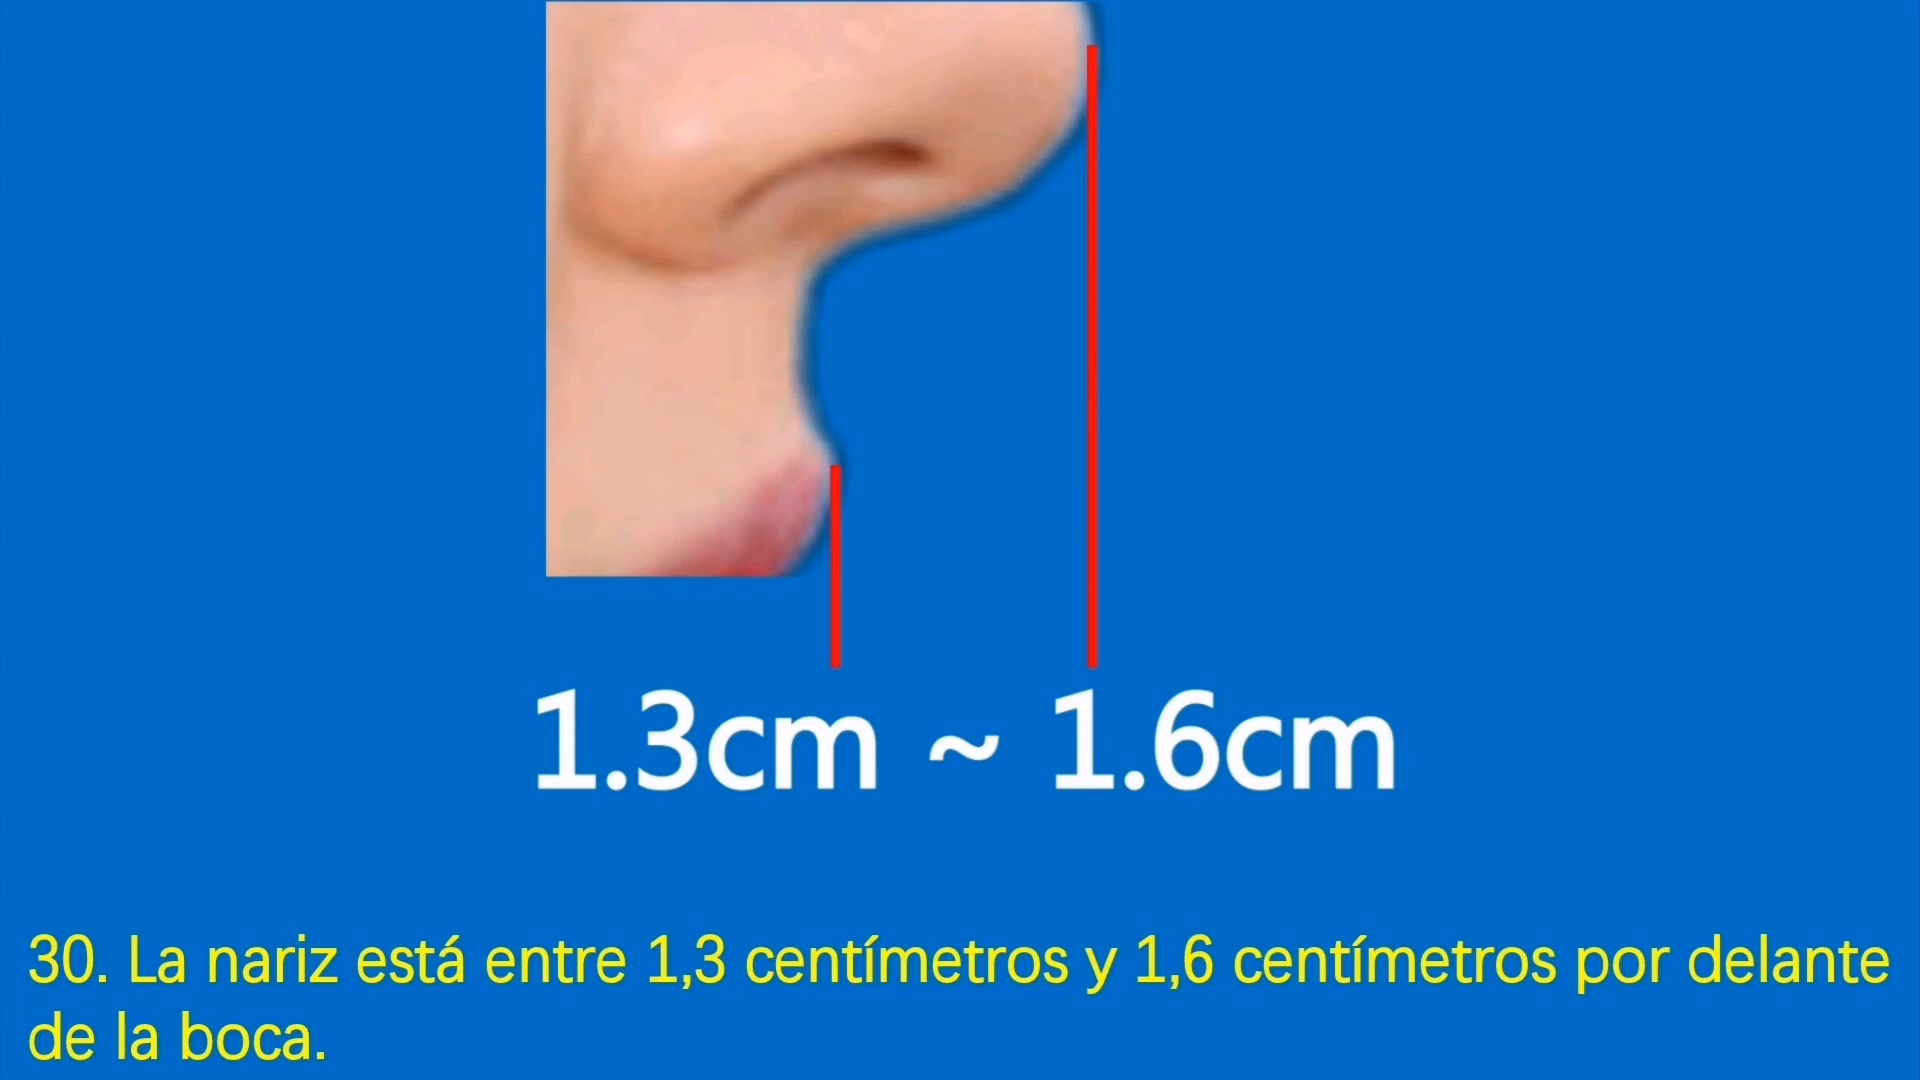 1.3cm ~ 1.6cm
30. La nariz está entre 1,3 centímetros y 1,6 centímetros por delante
de la boca.